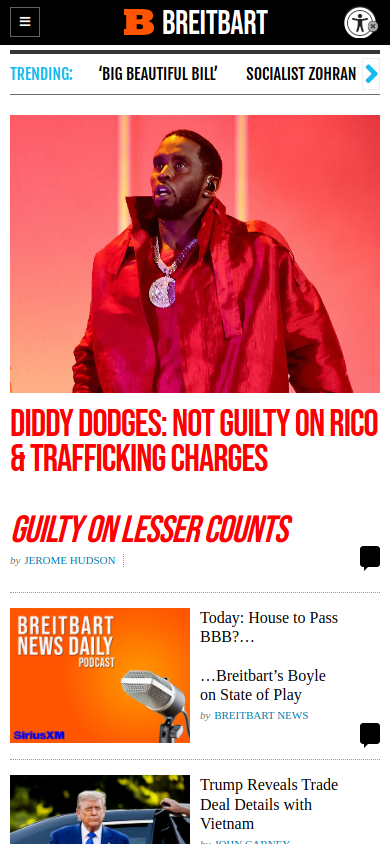 BREITBART
TRENDING:
‘BIG BEAUTIFUL BILL’
SOCIALIST ZOHRAN
DIDDY DODGES: NOT GUILTY ON RICO
& TRAFFICKING CHARGES
GUILTY ON LESSER COUNTS
by JEROME HUDSON
BREITBART
NEWS DAILY
PODCAST
SiriusXM
Today: House to Pass
BBB?…
…Breitbart’s Boyle
on State of Play
by BREITBART NEWS
Trump Reveals Trade
Deal Details with
Vietnam
by JOHN CARNEY